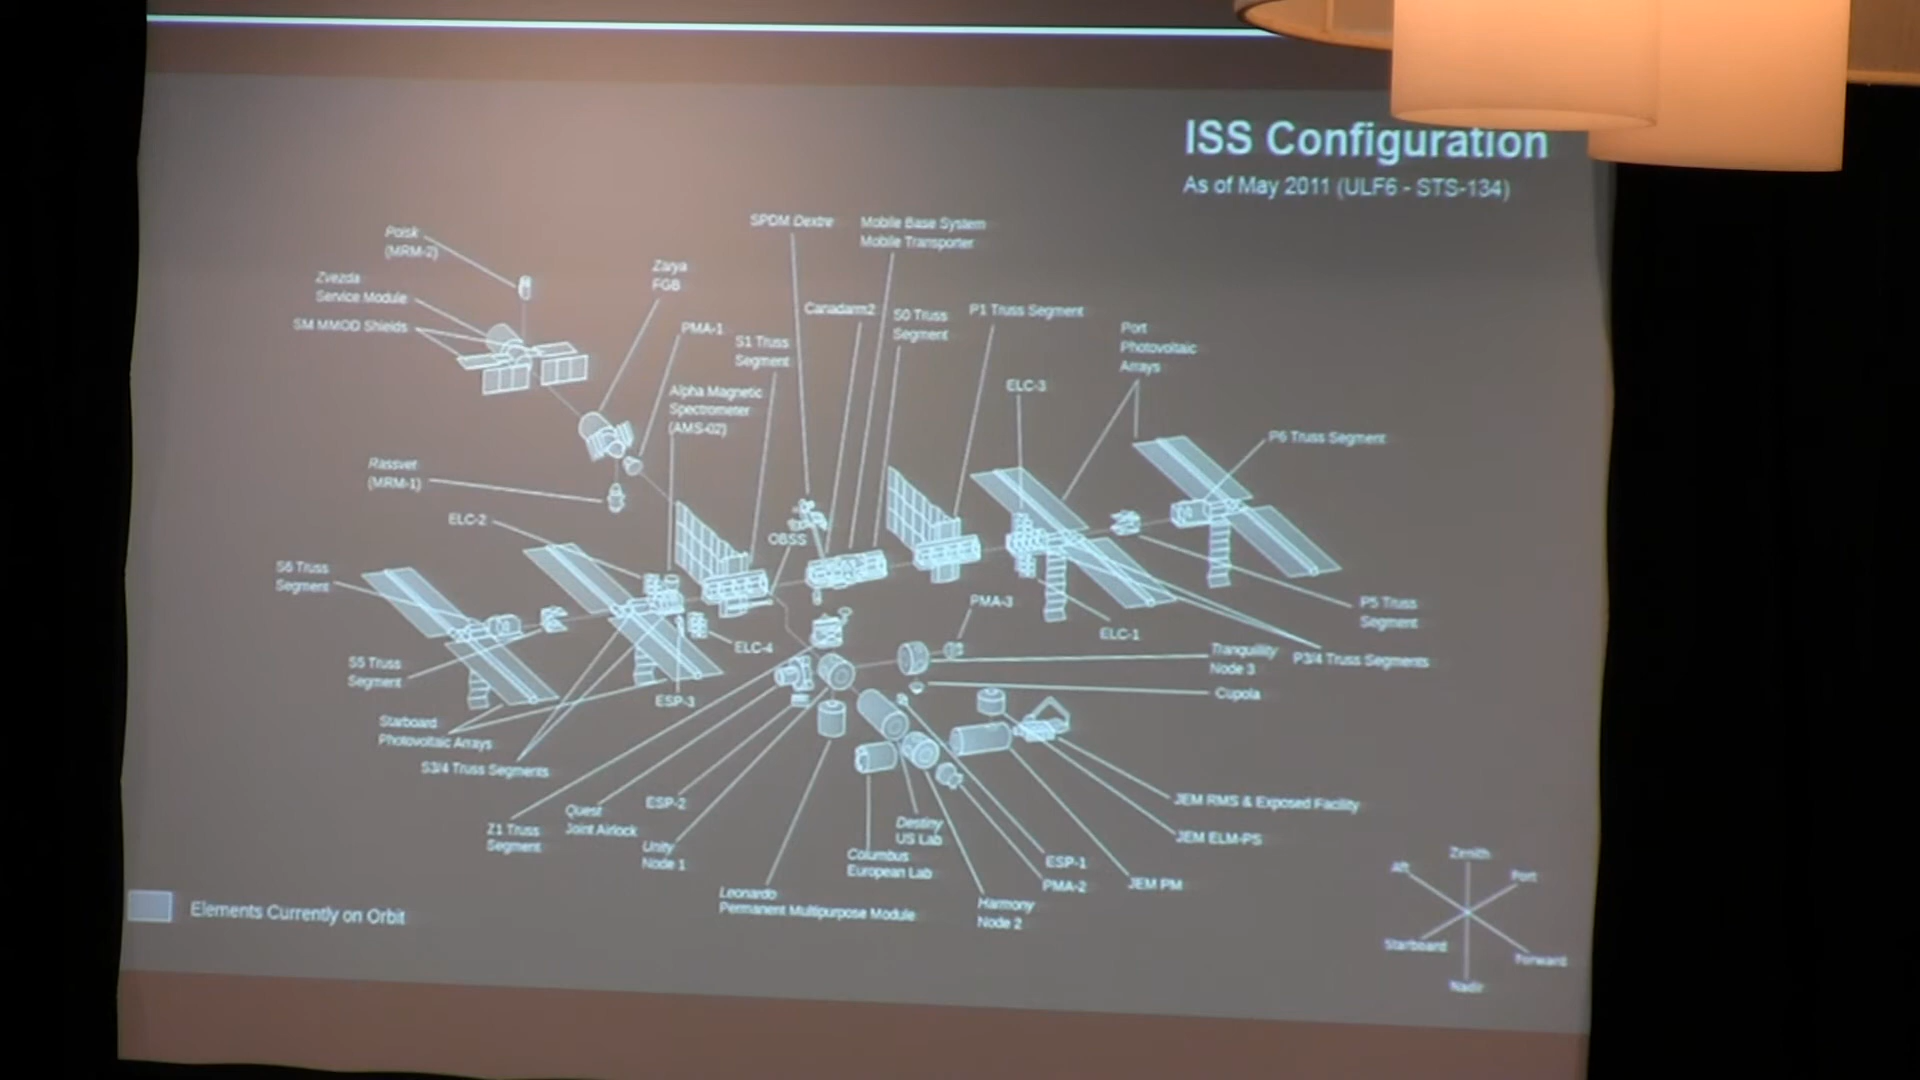 ISS Configuration
As of May 2011 (ULF6 - STS-134)
SPDM Dextre
Mobile Base System
Mobile Transporter
Poisk
(MRM-2)
Zvezda
Service Module
SM MMOD Shields
Zarya
FGB
PMA-1
S1 Truss
Segment
Canadarm2
S0 Truss
Segment
P1 Truss Segment
Port
Photovoltaic
Arrays
Alpha Magnetic
Spectrometer
(AMS-02)
ELC-3
P6 Truss Segment
Rassvet
(MRM-1)
ELC-2
OBSS
S6 Truss
Segment
PMA-3
P5 Truss
Segment
ELC-1
ELC-4
Tranquility
Node 3
P3/4 Truss Segments
S5 Truss
Segment
Cupola
ESP-3
Starboard
Photovoltaic Arrays
S3/4 Truss Segments
Z1 Truss
Segment
Quest
Joint Airlock
ESP-2
Unity
Node 1
Destiny
US Lab
Columbus
European Lab
JEM RMS & Exposed Facility
JEM ELM-PS
ESP-1
PMA-2
JEM PM
Leonardo
Permanent Multipurpose Module
Harmony
Node 2
Elements Currently on Orbit
Zenith
Aft
Port
Starboard
Forward
Nadir